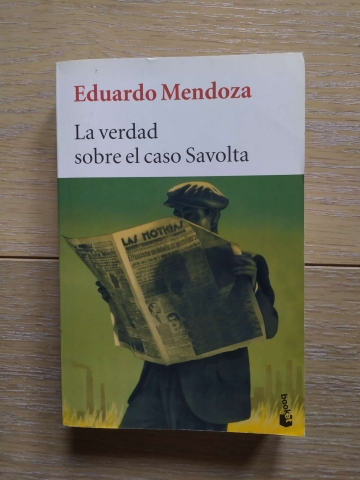 Eduardo Mendoza
La verdad
sobre el caso Savolta
LAS NOTICIAS
booket